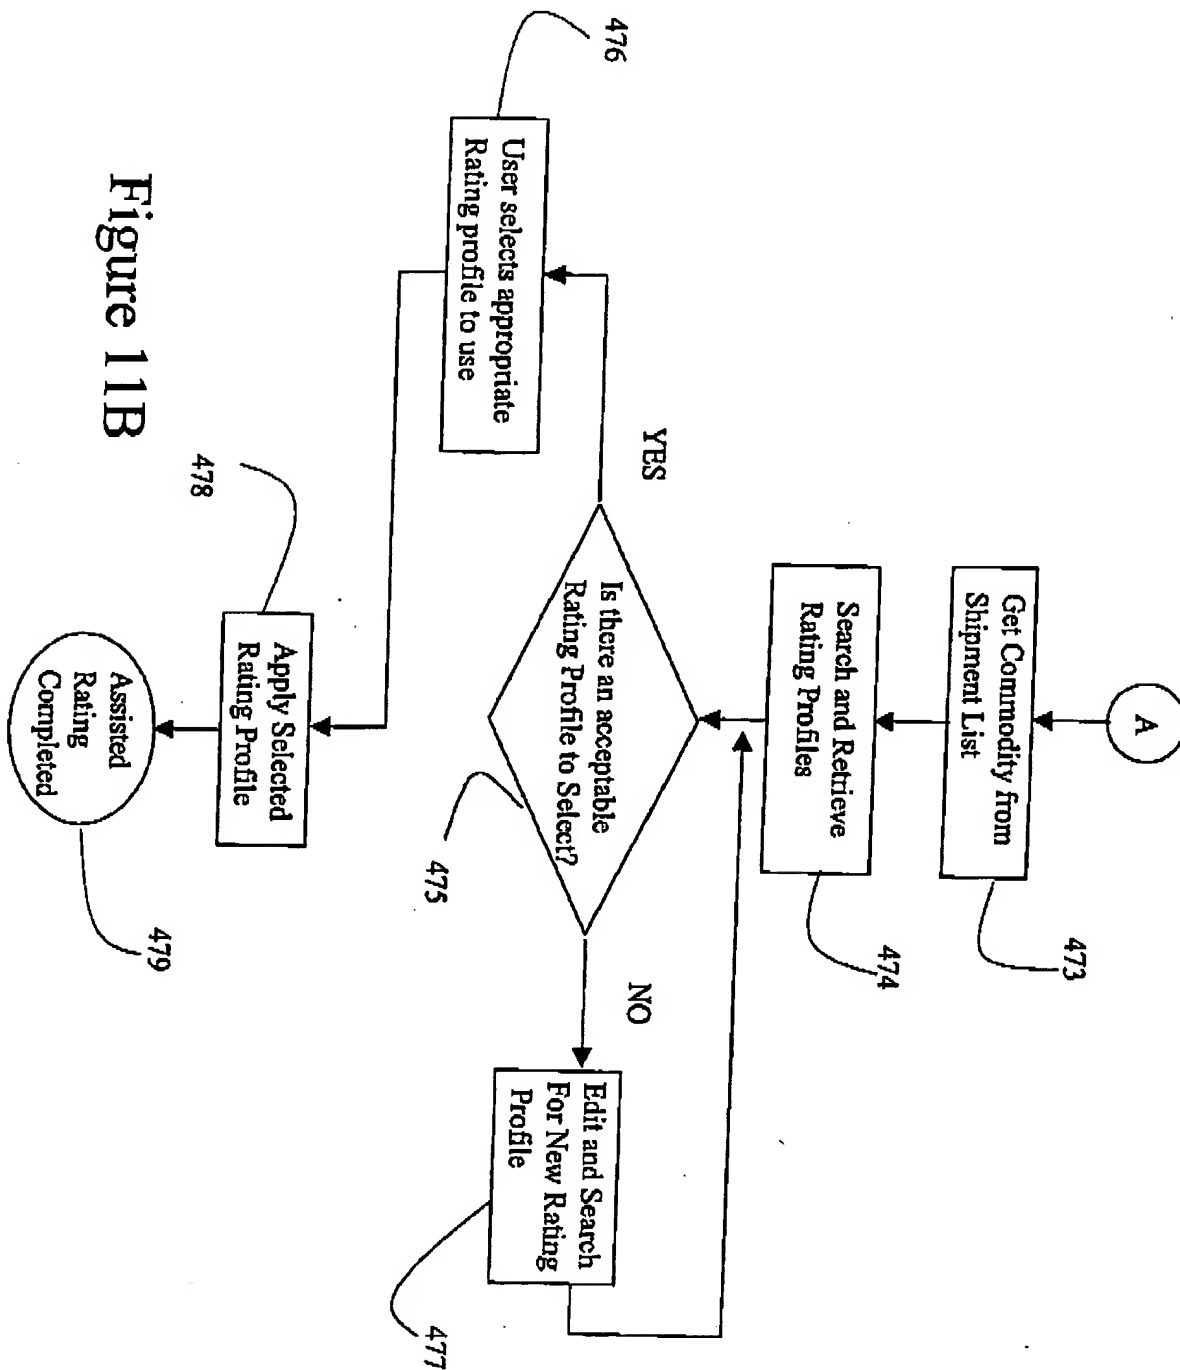 A
Get Commodity from
Shipment List
473
Search and Retrieve
Rating Profiles
474
Is there an acceptable
Rating Profile to Select?
475
YES
NO
User selects appropriate
Rating profile to use
476
Edit and Search
For New Rating
Profile
477
Apply Selected
Rating Profile
478
Assisted
Rating
Completed
479
Figure 11B